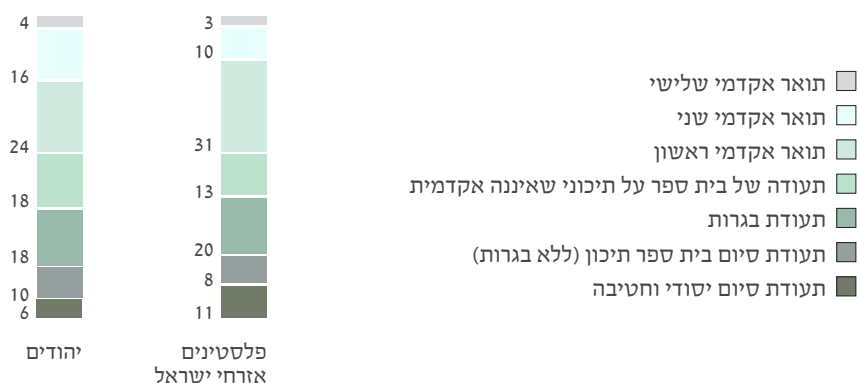 4
16
24
18
18
10
6
יהודים
3
10
31
13
20
8
11
פלסטינים
אזרחי ישראל
תואר אקדמי שלישי
תואר אקדמי שני
תואר אקדמי ראשון
תעודה של בית ספר על תיכוני שאיננה אקדמית
תעודת בגרות
תעודת סיום בית ספר תיכון (ללא בגרות)
תעודת סיום יסודי וחטיבה